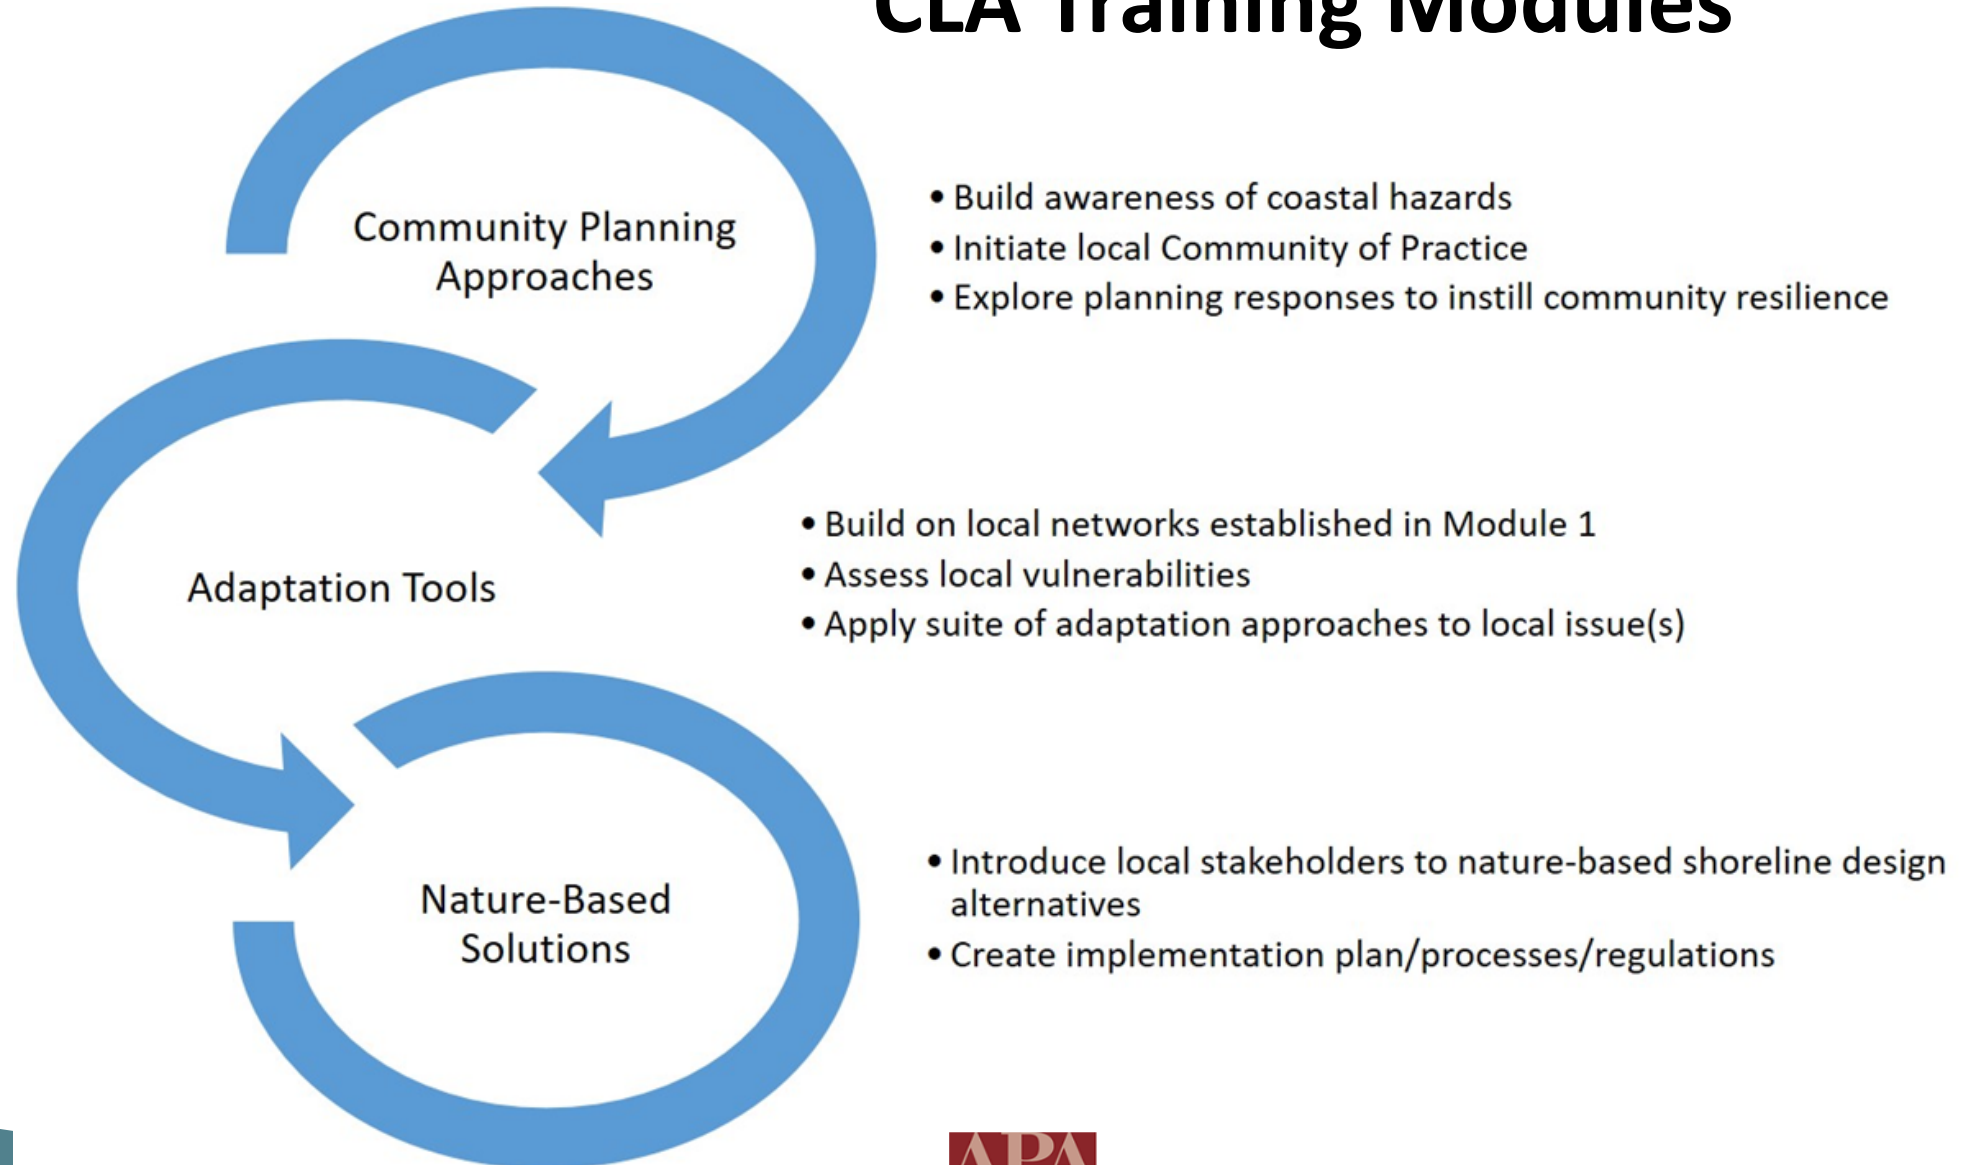 CLA Training Modules
Community Planning
Approaches
• Build awareness of coastal hazards
• Initiate local Community of Practice
• Explore planning responses to instill community resilience
Adaptation Tools
• Build on local networks established in Module 1
• Assess local vulnerabilities
• Apply suite of adaptation approaches to local issue(s)
Nature-Based
Solutions
• Introduce local stakeholders to nature-based shoreline design
alternatives
• Create implementation plan/processes/regulations
APA